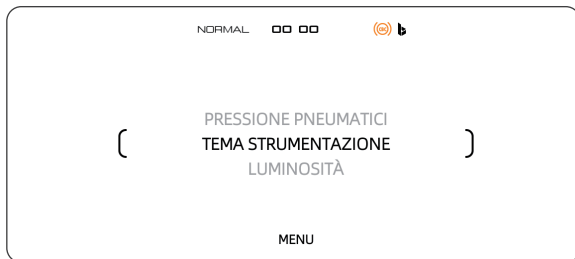 NORMAL 00 00
PRESSIONE PNEUMATICI
TEMA STRUMENTAZIONE
LUMINOSITÀ
MENU